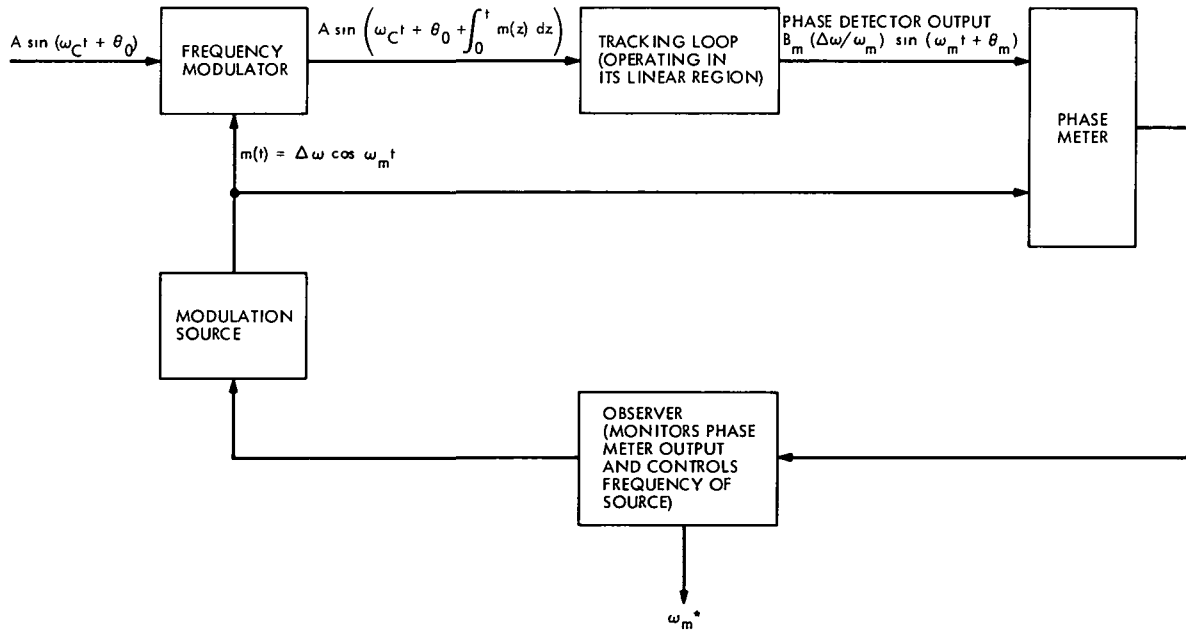 A sin (ω_C t + θ_0)
FREQUENCY
MODULATOR
A sin (ω_C t + θ_0 + ∫_0^t m(z) dz)
TRACKING LOOP
(OPERATING IN
ITS LINEAR REGION)
PHASE DETECTOR OUTPUT
B_m (Δω/ω_m) sin (ω_m t + θ_m)
PHASE
METER
m(t) = Δω cos ω_m t
MODULATION
SOURCE
OBSERVER
(MONITORS PHASE
METER OUTPUT
AND CONTROLS
FREQUENCY OF
SOURCE)
ω_m*